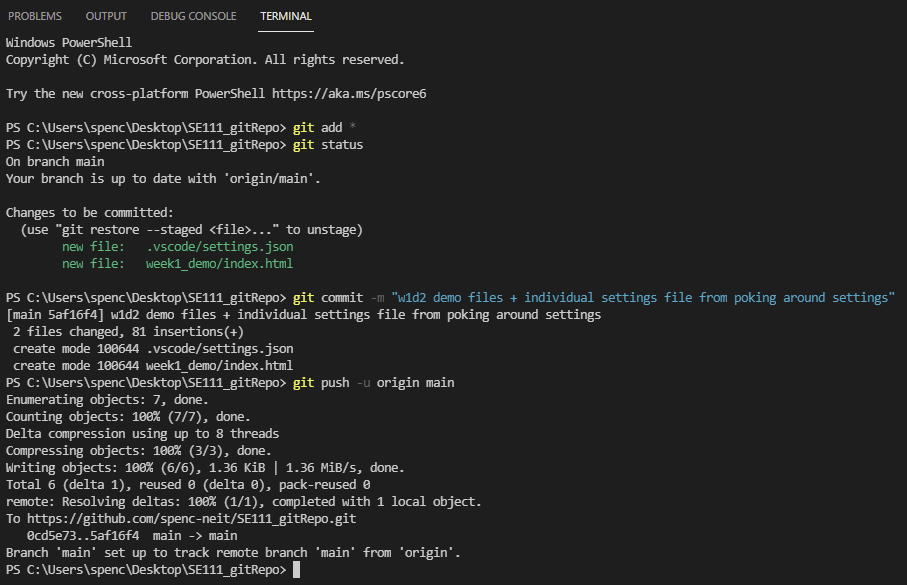 PROBLEMS OUTPUT DEBUG CONSOLE TERMINAL
Windows PowerShell
Copyright (C) Microsoft Corporation. All rights reserved.
Try the new cross-platform PowerShell https://aka.ms/pscore6
PS C:\Users\spenc\Desktop\SE111_gitRepo> git add *
PS C:\Users\spenc\Desktop\SE111_gitRepo> git status
On branch main
Your branch is up to date with 'origin/main'.
Changes to be committed:
  (use "git restore --staged <file>..." to unstage)
        new file:   .vscode/settings.json
        new file:   week1_demo/index.html
PS C:\Users\spenc\Desktop\SE111_gitRepo> git commit -m "w1d2 demo files + individual settings file from poking around settings"
[main 5af16f4] w1d2 demo files + individual settings file from poking around settings
 2 files changed, 81 insertions(+)
 create mode 100644 .vscode/settings.json
 create mode 100644 week1_demo/index.html
PS C:\Users\spenc\Desktop\SE111_gitRepo> git push -u origin main
Enumerating objects: 7, done.
Counting objects: 100% (7/7), done.
Delta compression using up to 8 threads
Compressing objects: 100% (3/3), done.
Writing objects: 100% (6/6), 1.36 KiB | 1.36 MiB/s, done.
Total 6 (delta 1), reused 0 (delta 0), pack-reused 0
remote: Resolving deltas: 100% (1/1), completed with 1 local object.
To https://github.com/spenc-neit/SE111_gitRepo.git
   0cd5e73..5af16f4  main -> main
Branch 'main' set up to track remote branch 'main' from 'origin'.
PS C:\Users\spenc\Desktop\SE111_gitRepo>